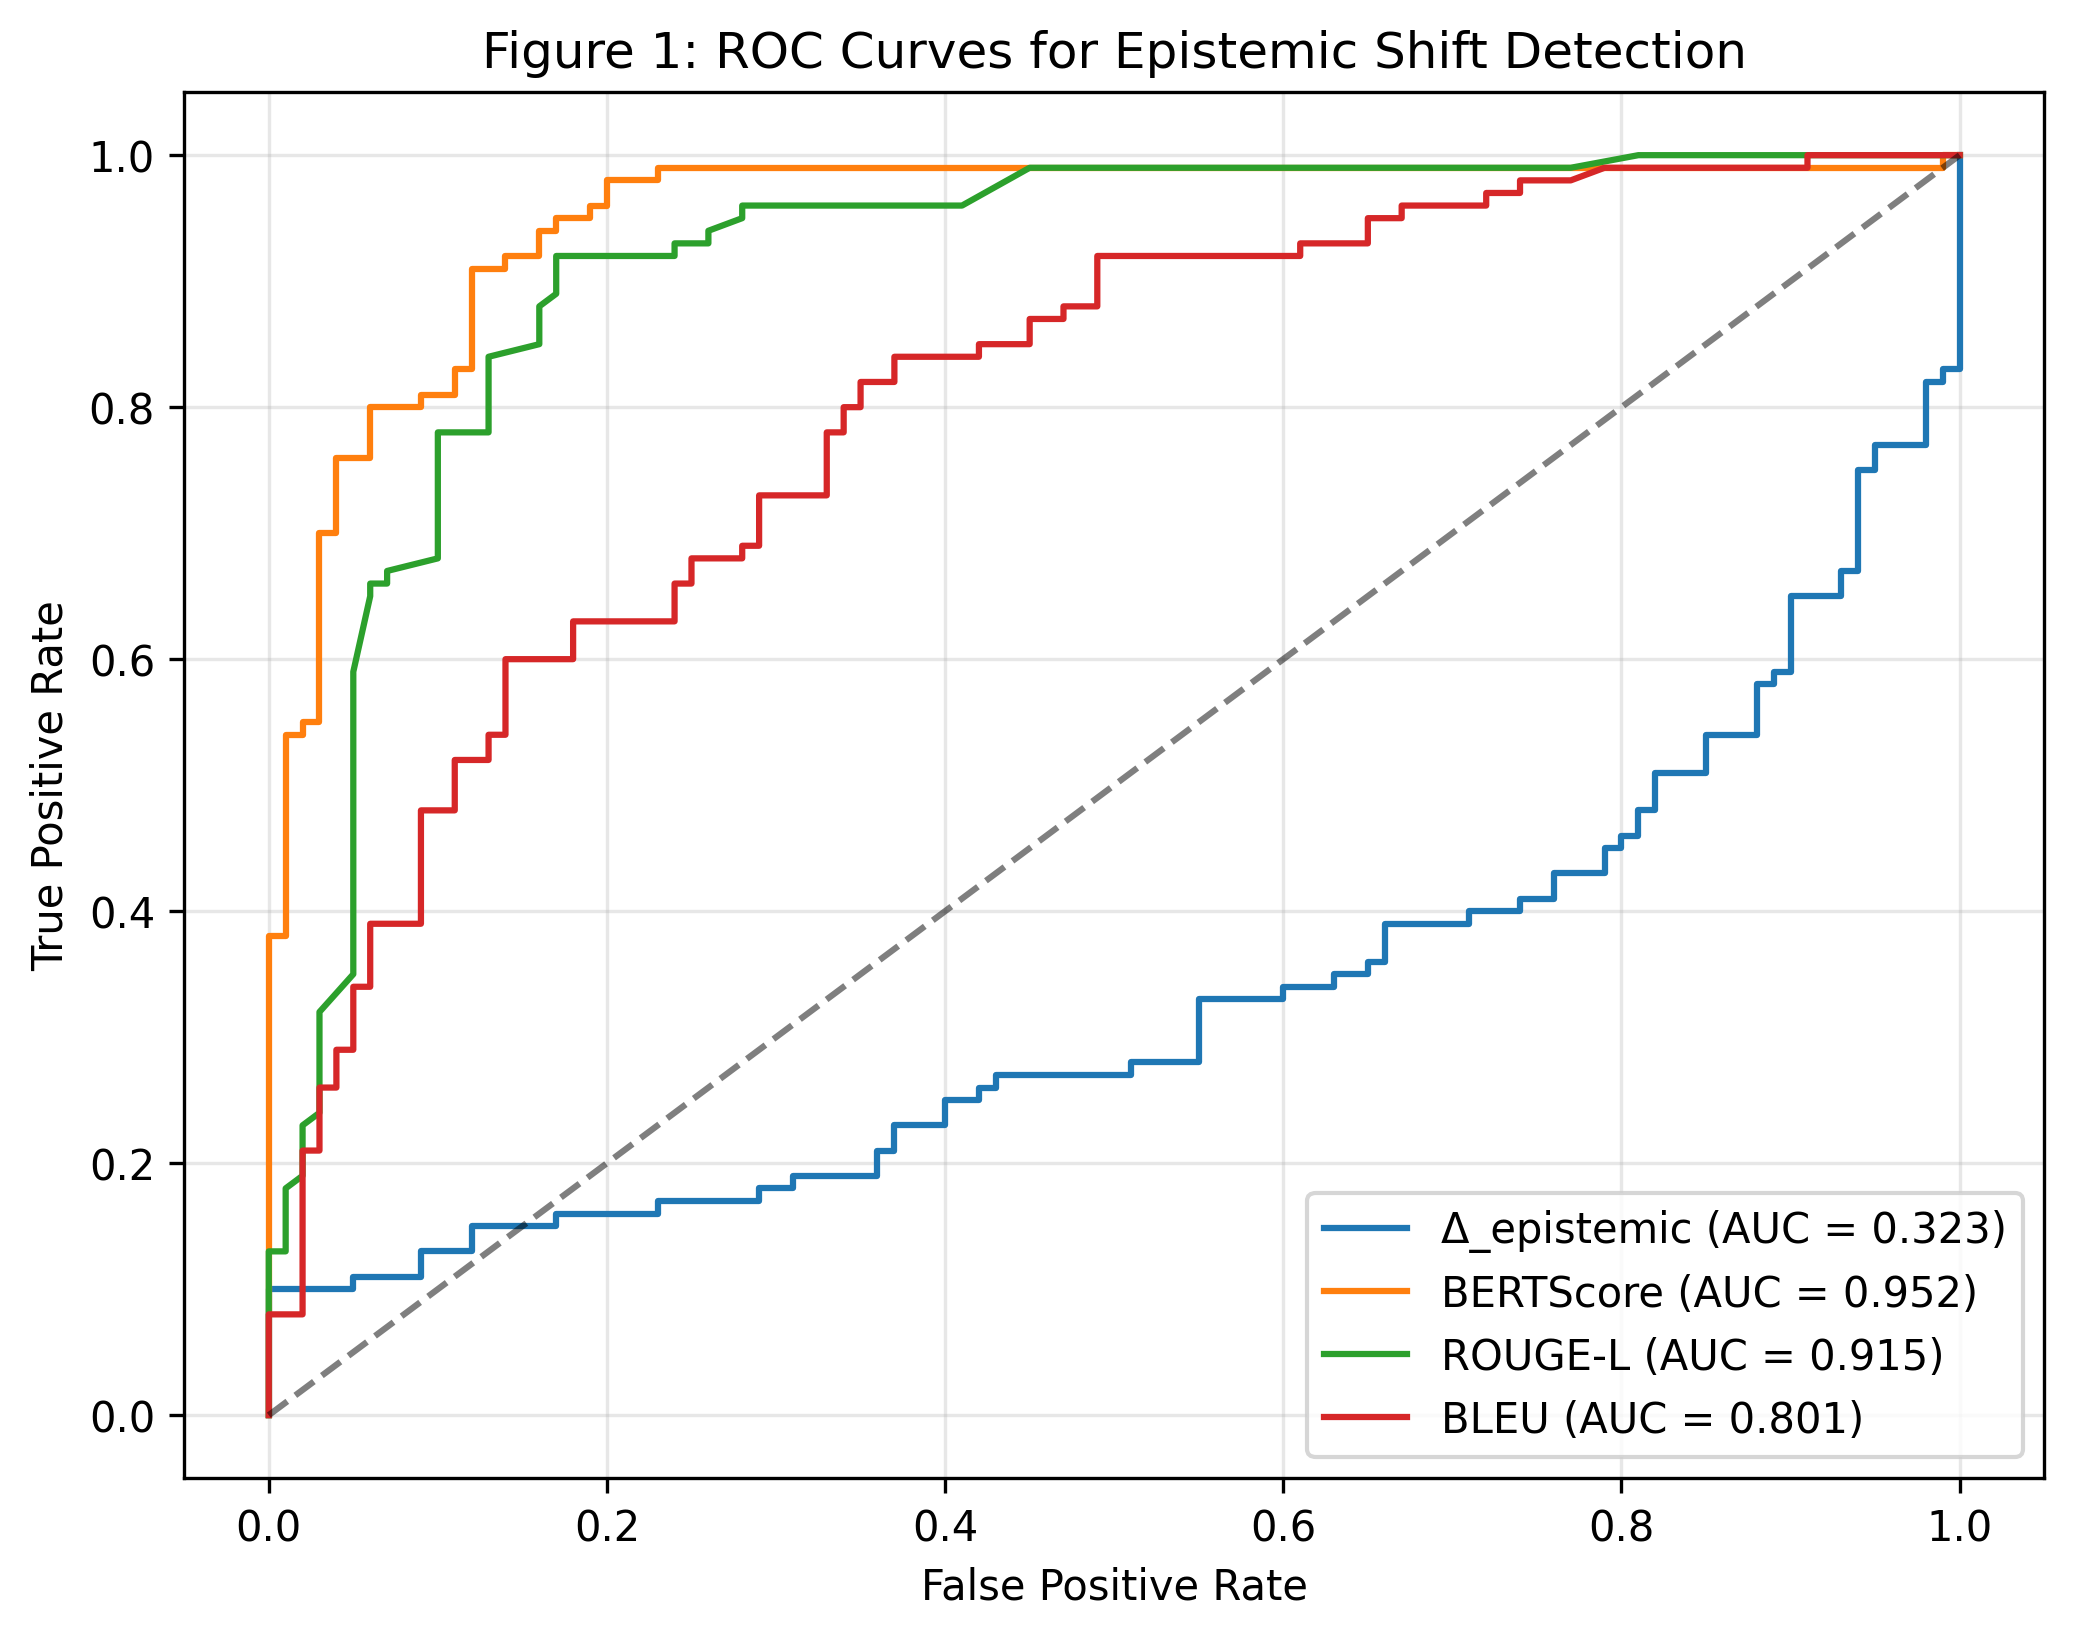 Figure 1: ROC Curves for Epistemic Shift Detection
1.0
0.8
0.6
0.4
0.2
0.0
True Positive Rate
0.0 0.2 0.4 0.6 0.8 1.0
False Positive Rate
Δ_epistemic (AUC = 0.323)
BERTScore (AUC = 0.952)
ROUGE-L (AUC = 0.915)
BLEU (AUC = 0.801)